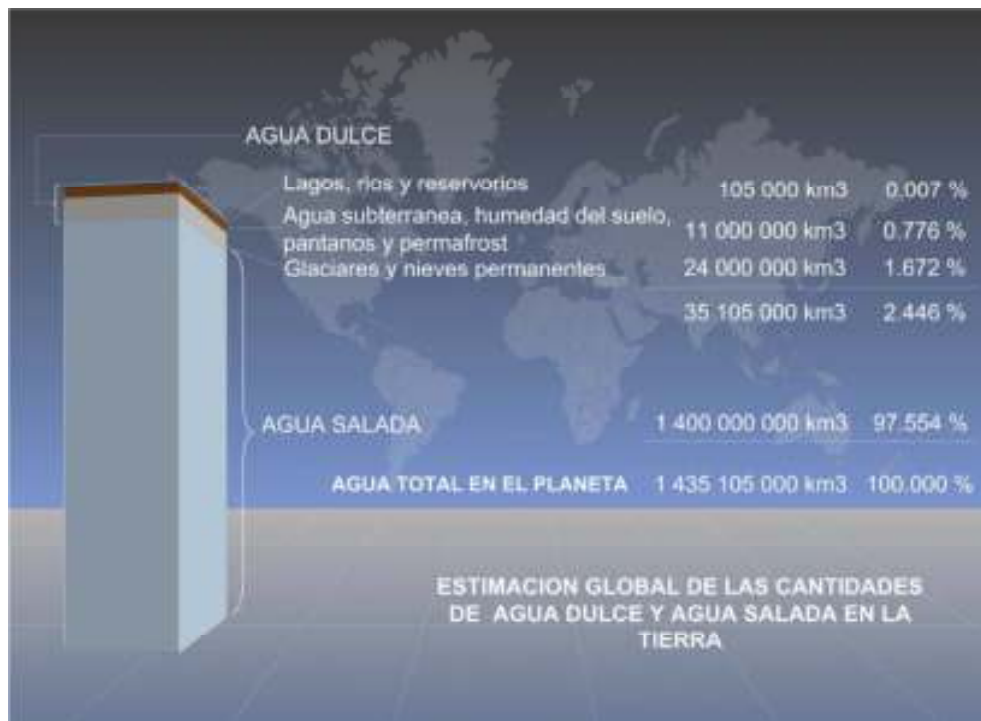 AGUA DULCE
Lagos, rios y reservorios 105 000 km3 0.007 %
Agua subterranea, humedad del suelo,
pantanos y permafrost 11 000 000 km3 0.776 %
Glaciares y nieves permanentes 24 000 000 km3 1.672 %
35 105 000 km3 2.446 %
AGUA SALADA 1 400 000 000 km3 97.554 %
AGUA TOTAL EN EL PLANETA 1 435 105 000 km3 100.000 %
ESTIMACION GLOBAL DE LAS CANTIDADES
DE AGUA DULCE Y AGUA SALADA EN LA
TIERRA